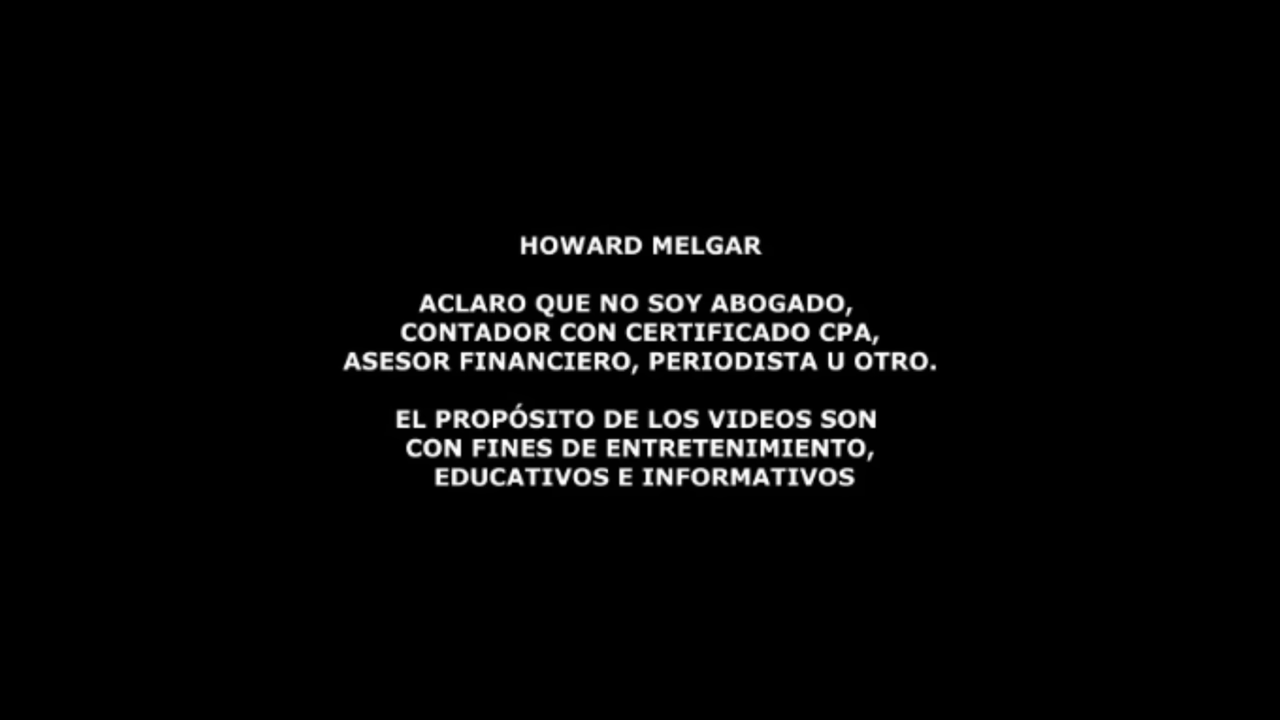 HOWARD MELGAR
ACLARO QUE NO SOY ABOGADO,
CONTADOR CON CERTIFICADO CPA,
ASESOR FINANCIERO, PERIODISTA U OTRO.
EL PROPÓSITO DE LOS VIDEOS SON
CON FINES DE ENTRETENIMIENTO,
EDUCATIVOS E INFORMATIVOS